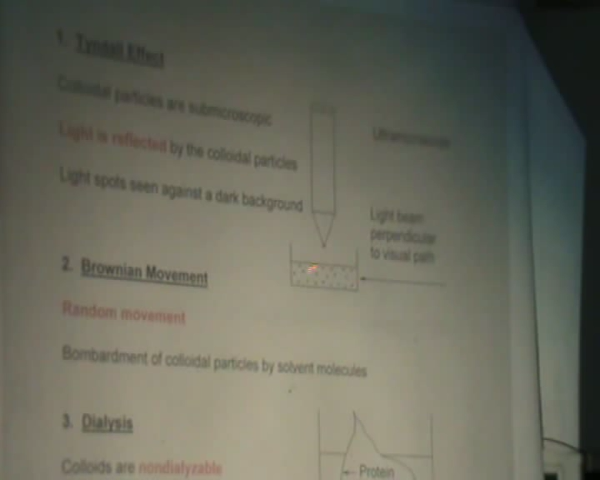 1. Tyndall Effect
Colloidal particles are submicroscopic
Light is reflected by the colloidal particles
Light spots seen against a dark background
Light beam
perpendicular
to visual path
2. Brownian Movement
Random movement
Bombardment of colloidal particles by solvent molecules
3. Dialysis
Colloids are nondialyzable
Protein